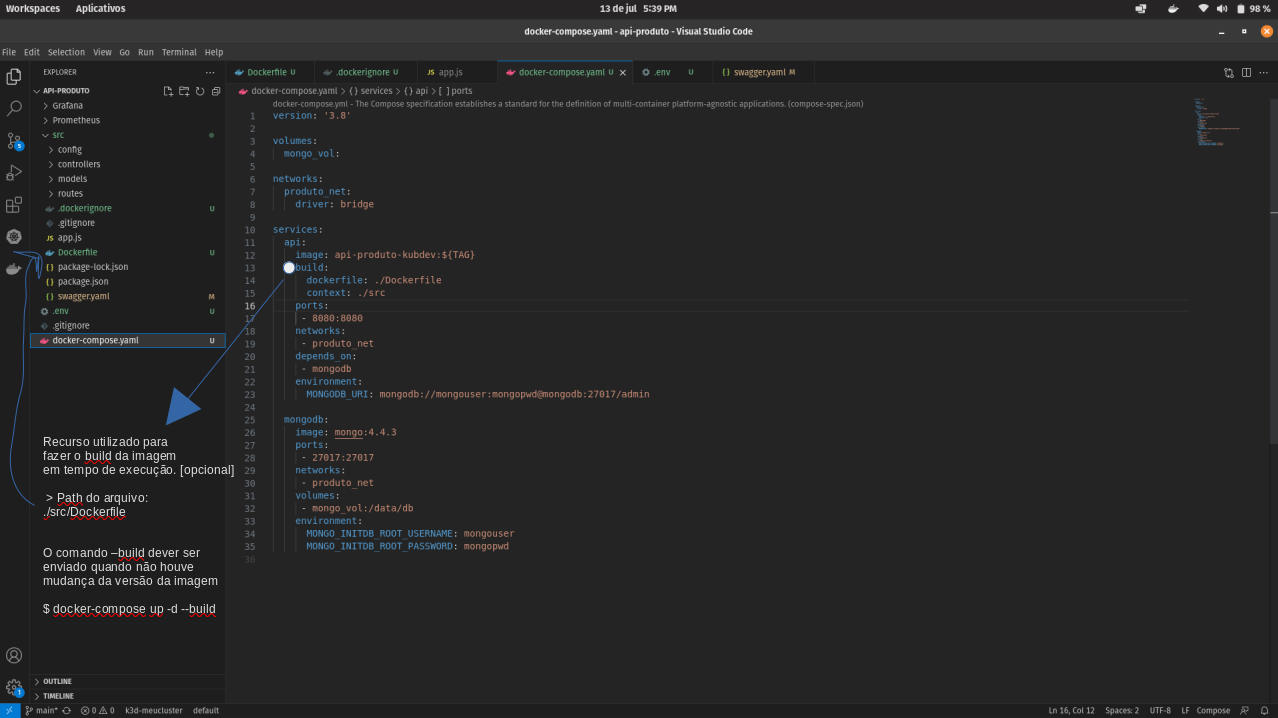 Workspaces Aplicativos 13 de jul 5:39 PM 98 %
docker-compose.yaml - api-produto - Visual Studio Code
File Edit Selection View Go Run Terminal Help
EXPLORER ···
Dockerfile U .dockerignore U JS app.js docker-compose.yaml U × .env U swagger.yaml M ···
API-PRODUTO
docker-compose.yaml > {} services > {} api > [ ] ports
Grafana
Prometheus
src
config
controllers
models
routes
.dockerignore U
.gitignore
JS app.js
Dockerfile U
{} package-lock.json
{} package.json
{} swagger.yaml M
.env U
.gitignore
docker-compose.yaml U
5
docker-compose.yml - The Compose specification establishes a standard for the definition of multi-container platform-agnostic applications. (compose-spec.json)
1 version: '3.8'
2
3 volumes:
4 mongo_vol:
5
6 networks:
7 produto_net:
8 driver: bridge
9
10 services:
11 api:
12 image: api-produto-kubdev:${TAG}
13 build:
14 dockerfile: ./Dockerfile
15 context: ./src
16 ports:
17 - 8080:8080
18 networks:
19 - produto_net
20 depends_on:
21 - mongodb
22 environment:
23 MONGODB_URI: mongodb://mongouser:mongopwd@mongodb:27017/admin
24
25 mongodb:
26 image: mongo:4.4.3
27 ports:
28 - 27017:27017
29 networks:
30 - produto_net
31 volumes:
32 - mongo_vol:/data/db
33 environment:
34 MONGO_INITDB_ROOT_USERNAME: mongouser
35 MONGO_INITDB_ROOT_PASSWORD: mongopwd
36
Recurso utilizado para
fazer o build da imagem
em tempo de execução. [opcional]
> Path do arquivo:
./src/Dockerfile
O comando –build dever ser
enviado quando não houve
mudança da versão da imagem
$ docker-compose up -d --build
OUTLINE
TIMELINE
1
main* 0 0 k3d-meucluster default Ln 16, Col 12 Spaces: 2 UTF-8 LF Compose